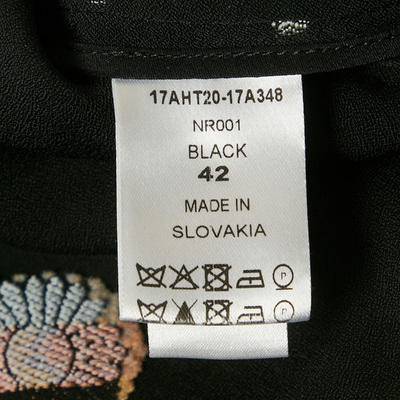 17AHT20-17A348
NR001
BLACK
42
MADE IN
SLOVAKIA
P
P